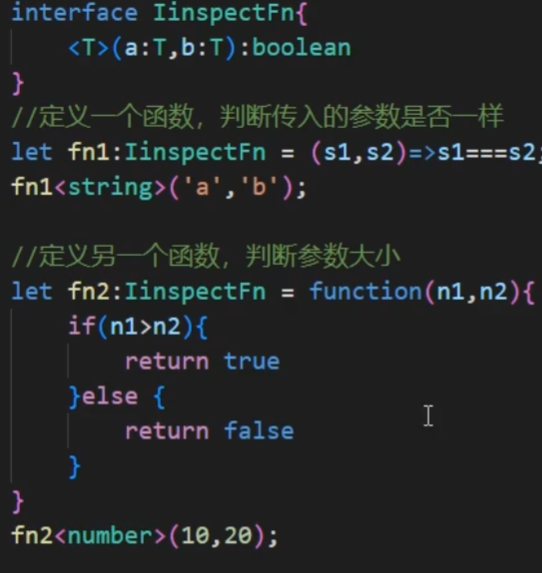 interface IinspectFn{
    <T>(a:T,b:T):boolean
}
//定义一个函数，判断传入的参数是否一样
let fn1:IinspectFn = (s1,s2)=>s1===s2;
fn1<string>('a','b');
//定义另一个函数，判断参数大小
let fn2:IinspectFn = function(n1,n2){
    if(n1>n2){
        return true
    }else {
        return false
    }
}
fn2<number>(10,20);